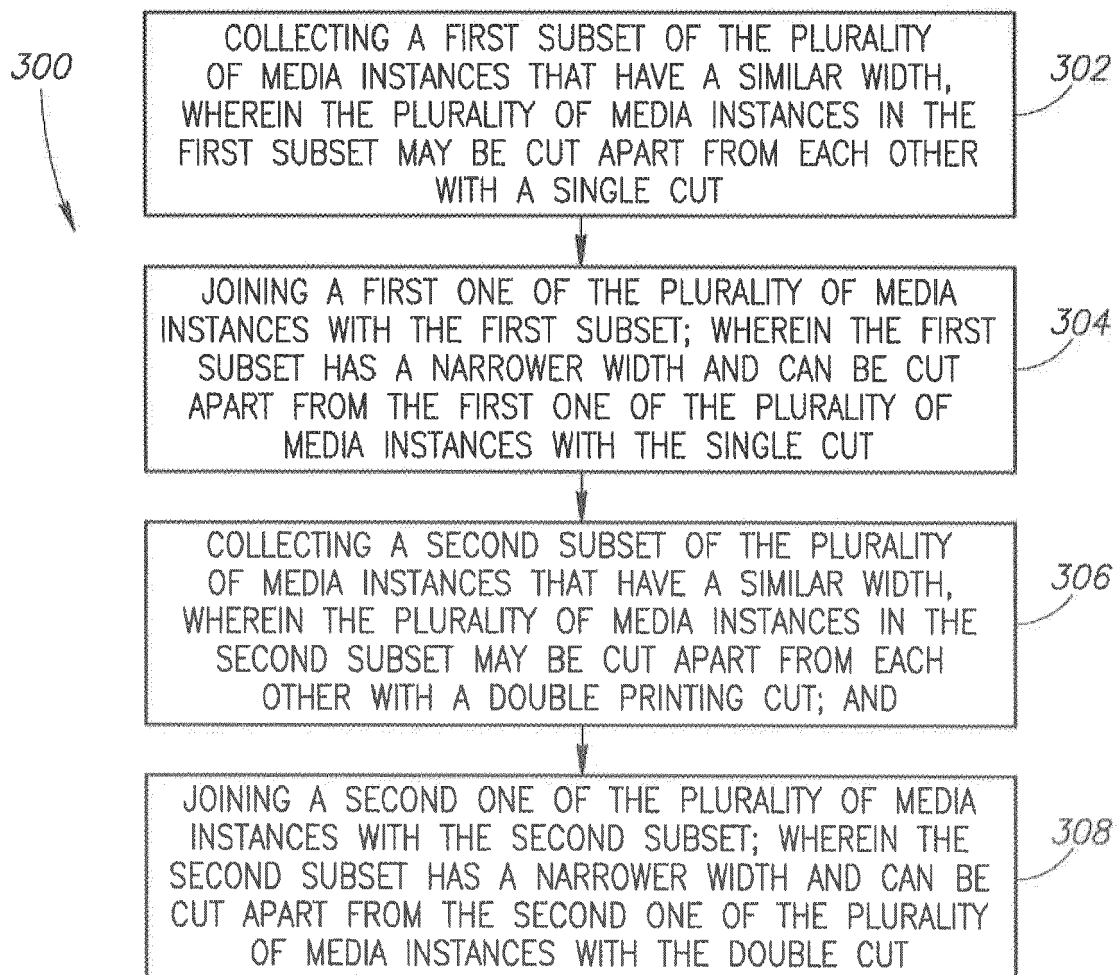 300
COLLECTING A FIRST SUBSET OF THE PLURALITY
OF MEDIA INSTANCES THAT HAVE A SIMILAR WIDTH,
WHEREIN THE PLURALITY OF MEDIA INSTANCES IN THE
FIRST SUBSET MAY BE CUT APART FROM EACH OTHER
WITH A SINGLE CUT
302
JOINING A FIRST ONE OF THE PLURALITY OF MEDIA
INSTANCES WITH THE FIRST SUBSET; WHEREIN THE FIRST
SUBSET HAS A NARROWER WIDTH AND CAN BE CUT
APART FROM THE FIRST ONE OF THE PLURALITY OF
MEDIA INSTANCES WITH THE SINGLE CUT
304
COLLECTING A SECOND SUBSET OF THE PLURALITY
OF MEDIA INSTANCES THAT HAVE A SIMILAR WIDTH,
WHEREIN THE PLURALITY OF MEDIA INSTANCES IN THE
SECOND SUBSET MAY BE CUT APART FROM EACH
OTHER WITH A DOUBLE PRINTING CUT; AND
306
JOINING A SECOND ONE OF THE PLURALITY OF MEDIA
INSTANCES WITH THE SECOND SUBSET; WHEREIN THE
SECOND SUBSET HAS A NARROWER WIDTH AND CAN BE
CUT APART FROM THE SECOND ONE OF THE PLURALITY
OF MEDIA INSTANCES WITH THE DOUBLE CUT
308